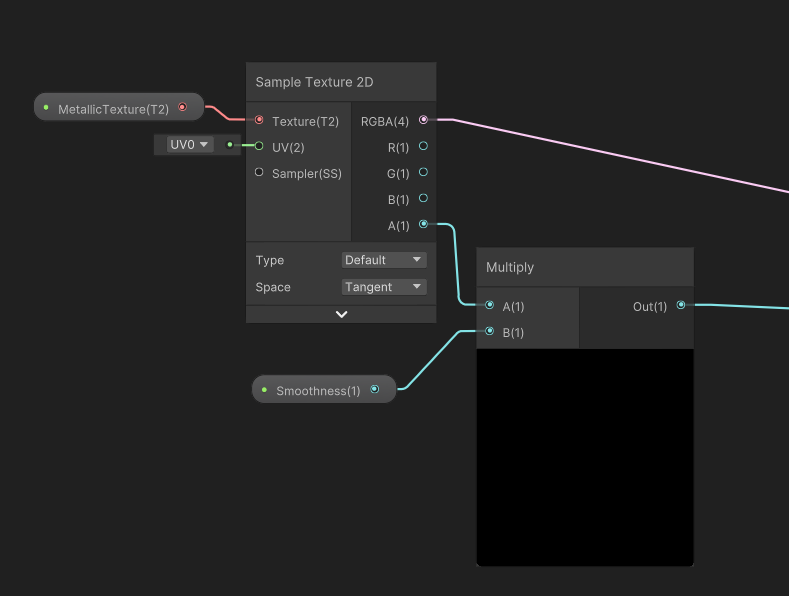 Sample Texture 2D
MetallicTexture(T2)
Texture(T2)
RGBA(4)
UV0
UV(2)
R(1)
Sampler(SS)
G(1)
B(1)
A(1)
Type
Default
Space
Tangent
Multiply
A(1)
Out(1)
B(1)
Smoothness(1)